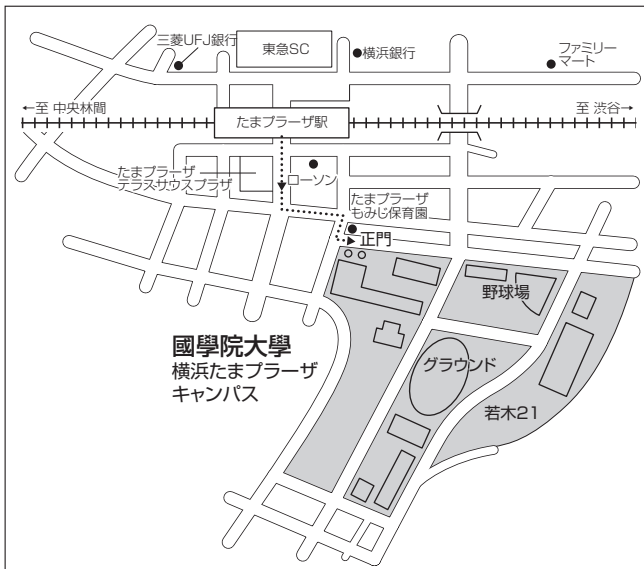 三菱UFJ銀行
東急SC
横浜銀行
ファミリー
マート
←至 中央林間
たまプラーザ駅
至 渋谷→
たまプラーザ
テラスサウスプラザ
ローソン
たまプラーザ
もみじ保育園
正門
野球場
國學院大學
横浜たまプラーザ
キャンパス
グラウンド
若木21